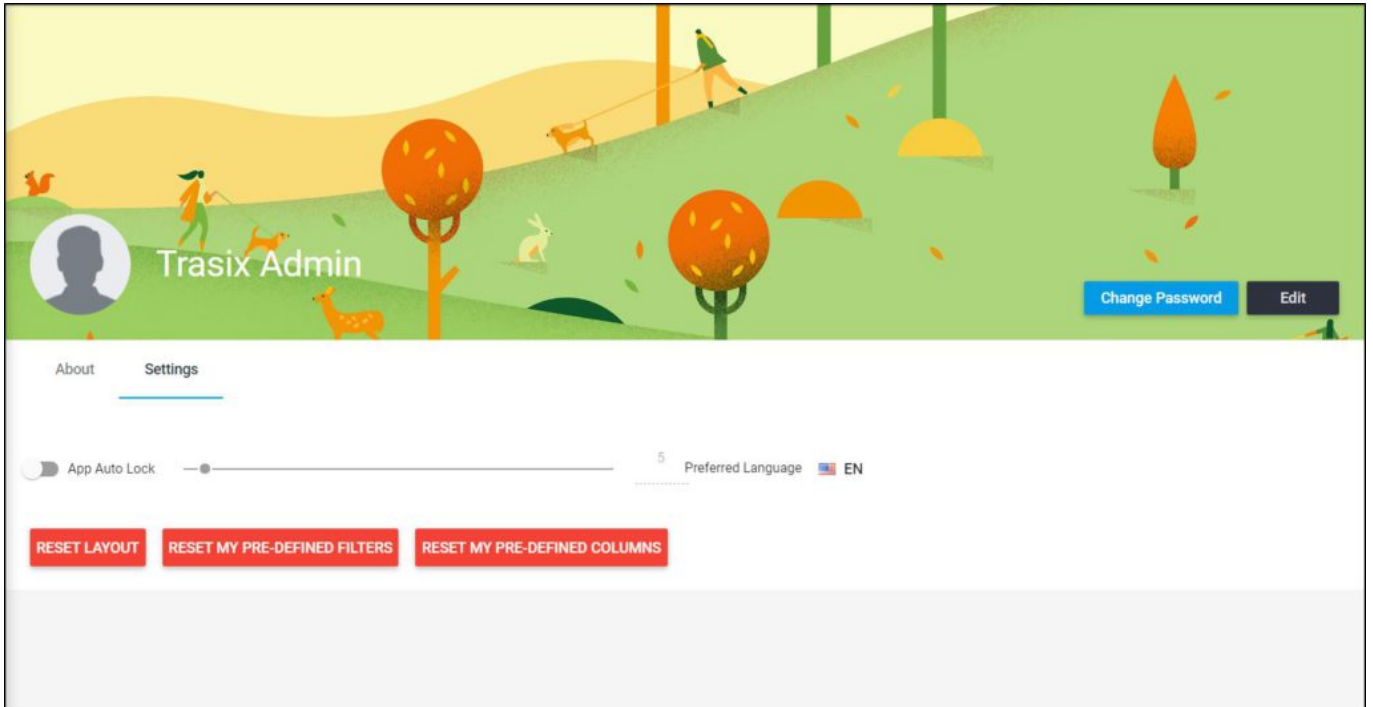 Trasix Admin
Change Password Edit
About Settings
App Auto Lock 5 Preferred Language EN
RESET LAYOUT RESET MY PRE-DEFINED FILTERS RESET MY PRE-DEFINED COLUMNS